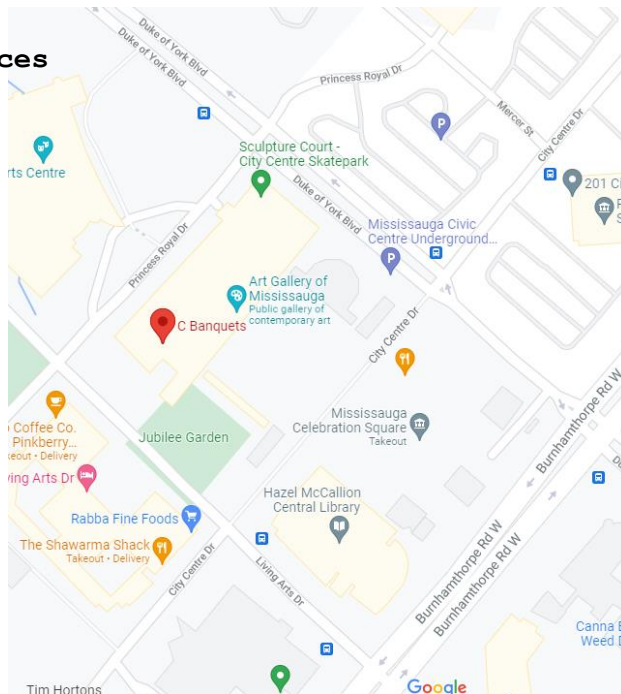 ces
Duke of York Blvd
Duke of York Blvd
Princess Royal Dr
Mercer St
City Centre Dr
P
Sculpture Court -
City Centre Skatepark
rts Centre
201 Ci
Duke of York Blvd
Mississauga Civic
Centre Underground...
P
Princess Royal Dr
Art Gallery of
Mississauga
Public gallery of
contemporary art
C Banquets
City Centre Dr
Mississauga
Celebration Square
Takeout
Burnhamthorpe Rd W
Coffee Co.
Pinkberry...
keout • Delivery
Jubilee Garden
ving Arts Dr
Hazel McCallion
Central Library
Rabba Fine Foods
The Shawarma Shack
Takeout • Delivery
City Centre Dr
Living Arts Dr
Burnhamthorpe Rd W
Burnhamthorpe Rd W
Canna
Weed
Tim Hortons
Google